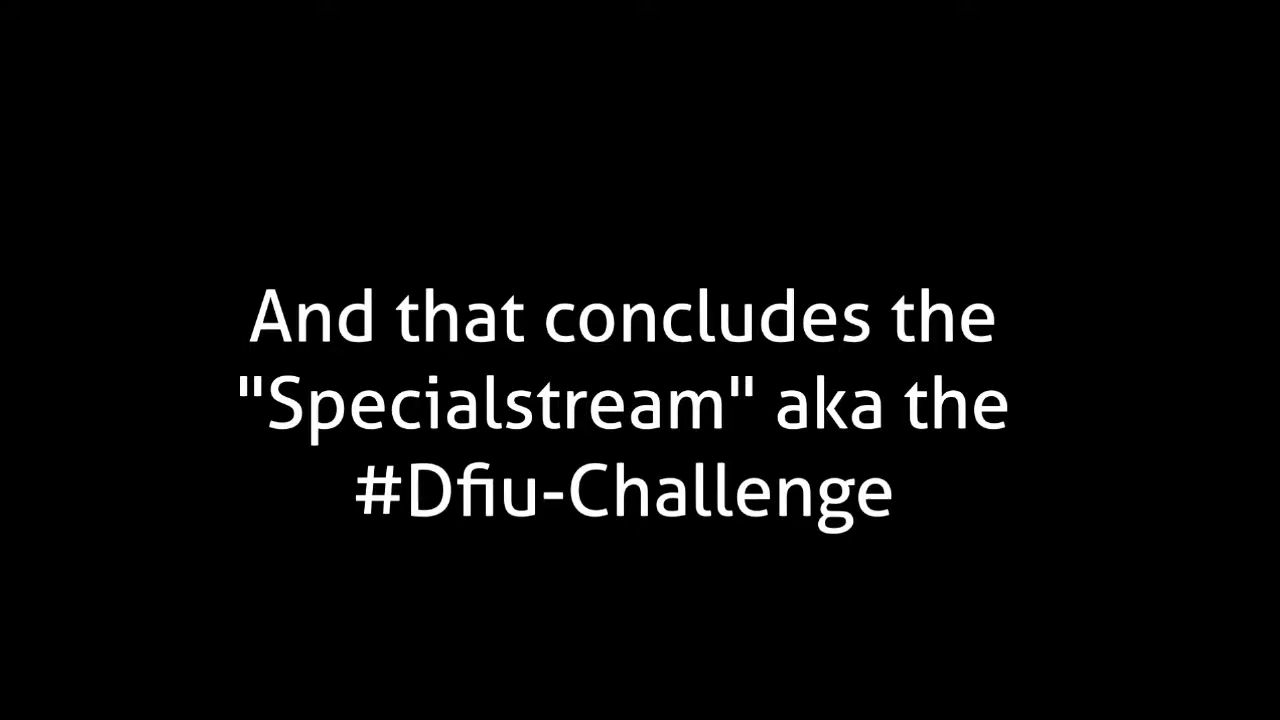 And that concludes the
"Specialstream" aka the
#Dfiu-Challenge